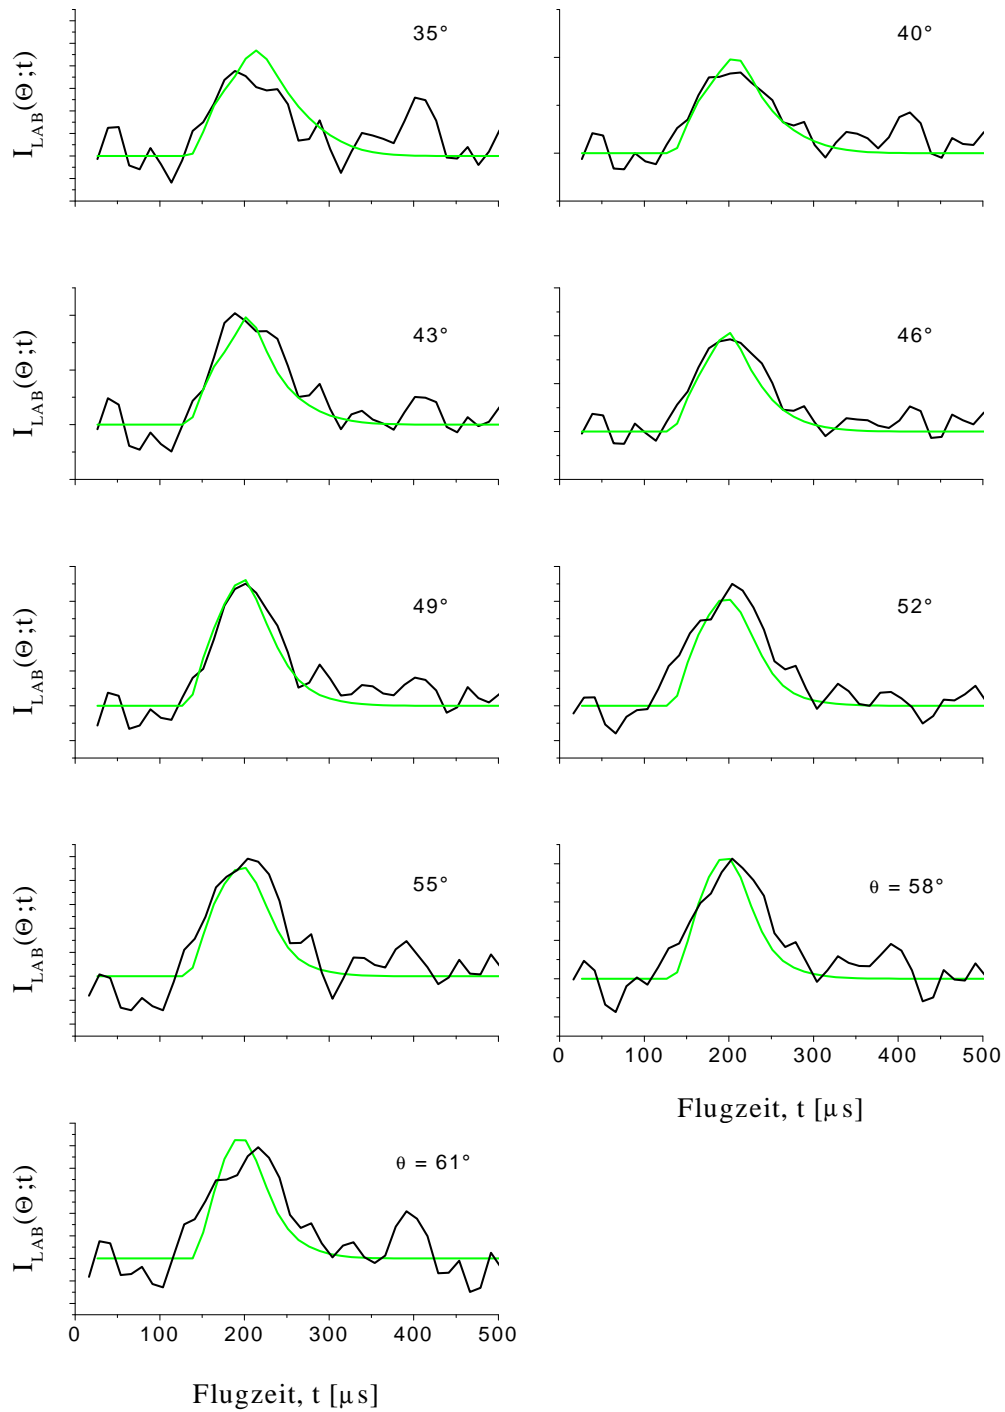 35°
40°
I_LAB(Θ;t)
43°
46°
I_LAB(Θ;t)
49°
52°
I_LAB(Θ;t)
55°
θ = 58°
I_LAB(Θ;t)
0 100 200 300 400 500
Flugzeit, t [μs]
θ = 61°
I_LAB(Θ;t)
0 100 200 300 400 500
Flugzeit, t [μs]